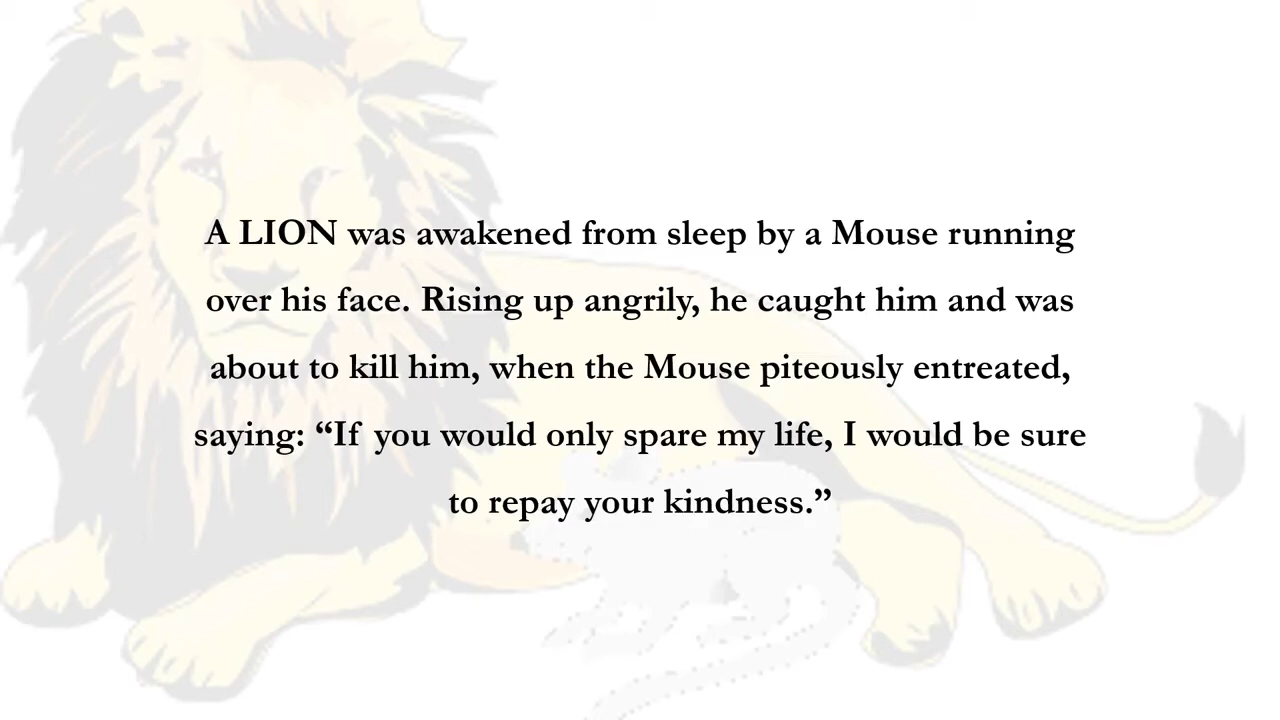 A LION was awakened from sleep by a Mouse running
over his face. Rising up angrily, he caught him and was
about to kill him, when the Mouse piteously entreated,
saying: “If you would only spare my life, I would be sure
to repay your kindness.”